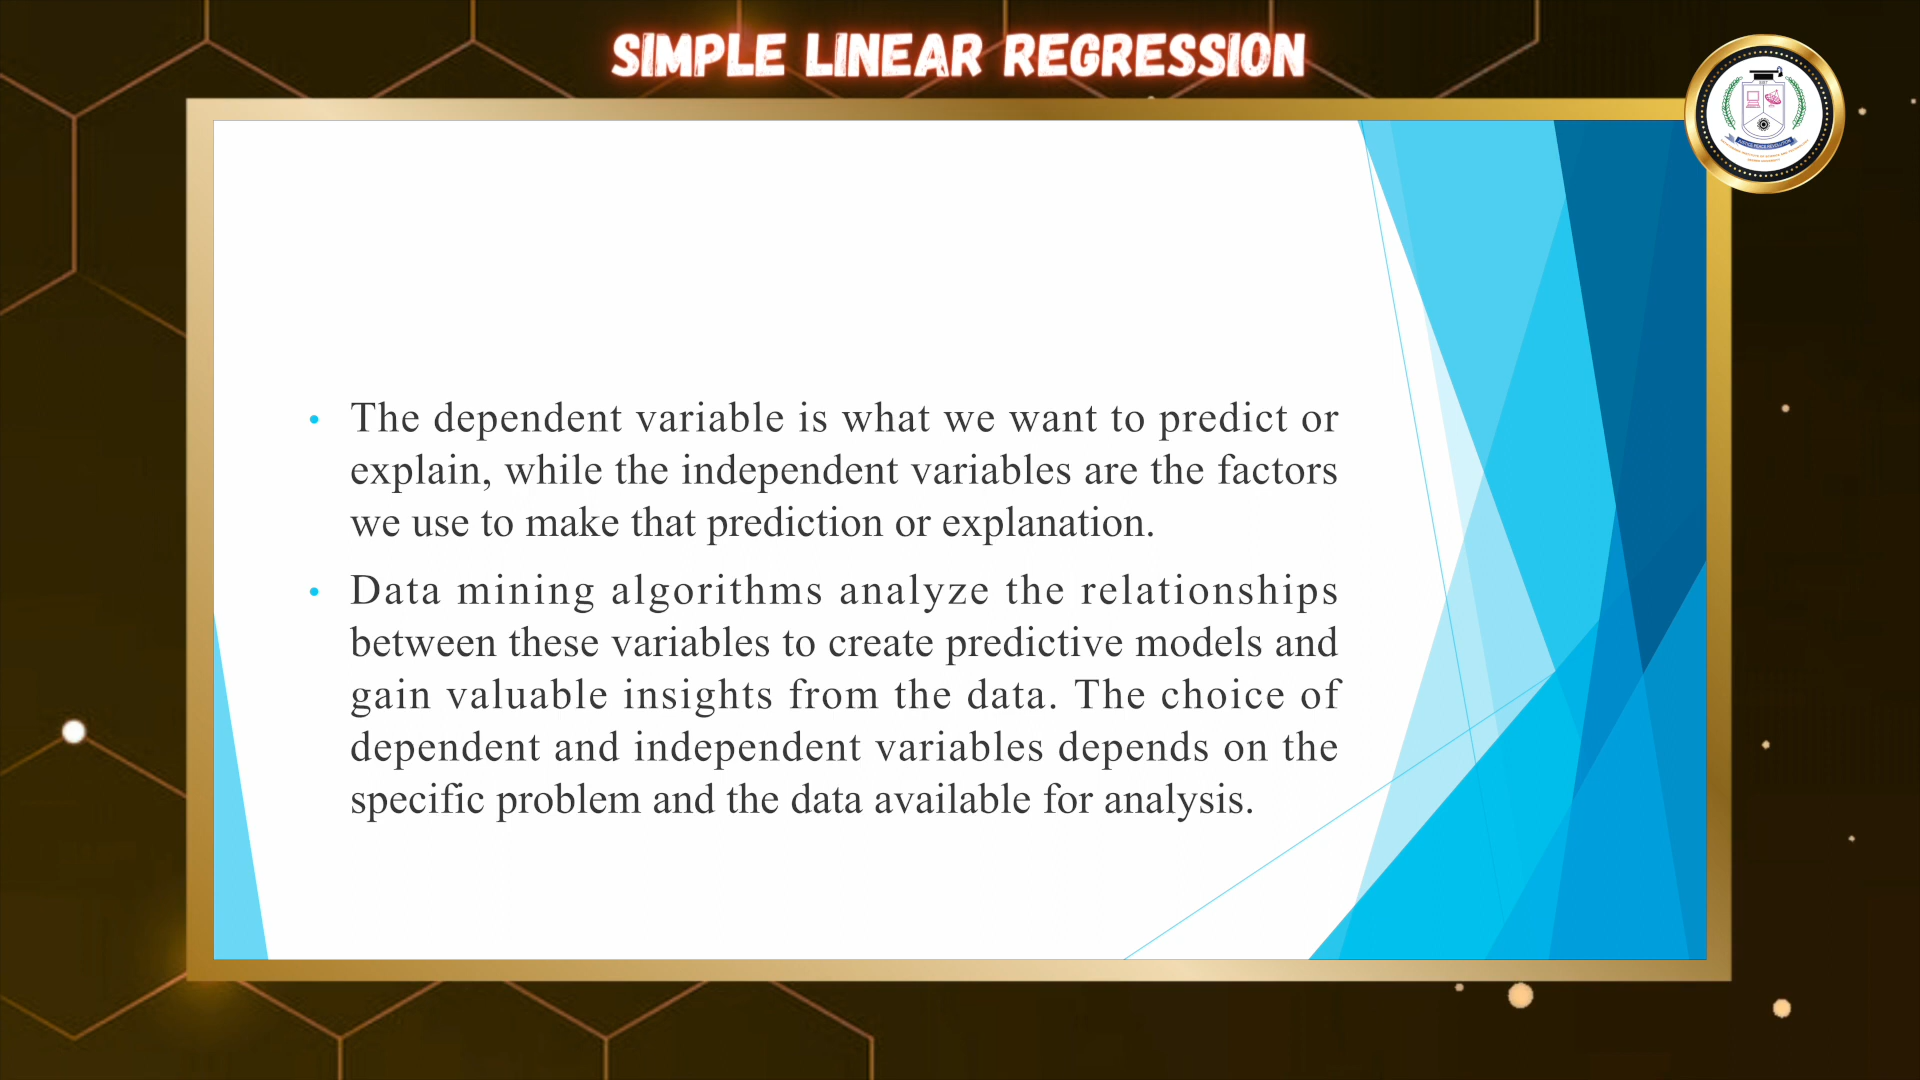 SIMPLE LINEAR REGRESSION
• The dependent variable is what we want to predict or
explain, while the independent variables are the factors
we use to make that prediction or explanation.
• Data mining algorithms analyze the relationships
between these variables to create predictive models and
gain valuable insights from the data. The choice of
dependent and independent variables depends on the
specific problem and the data available for analysis.